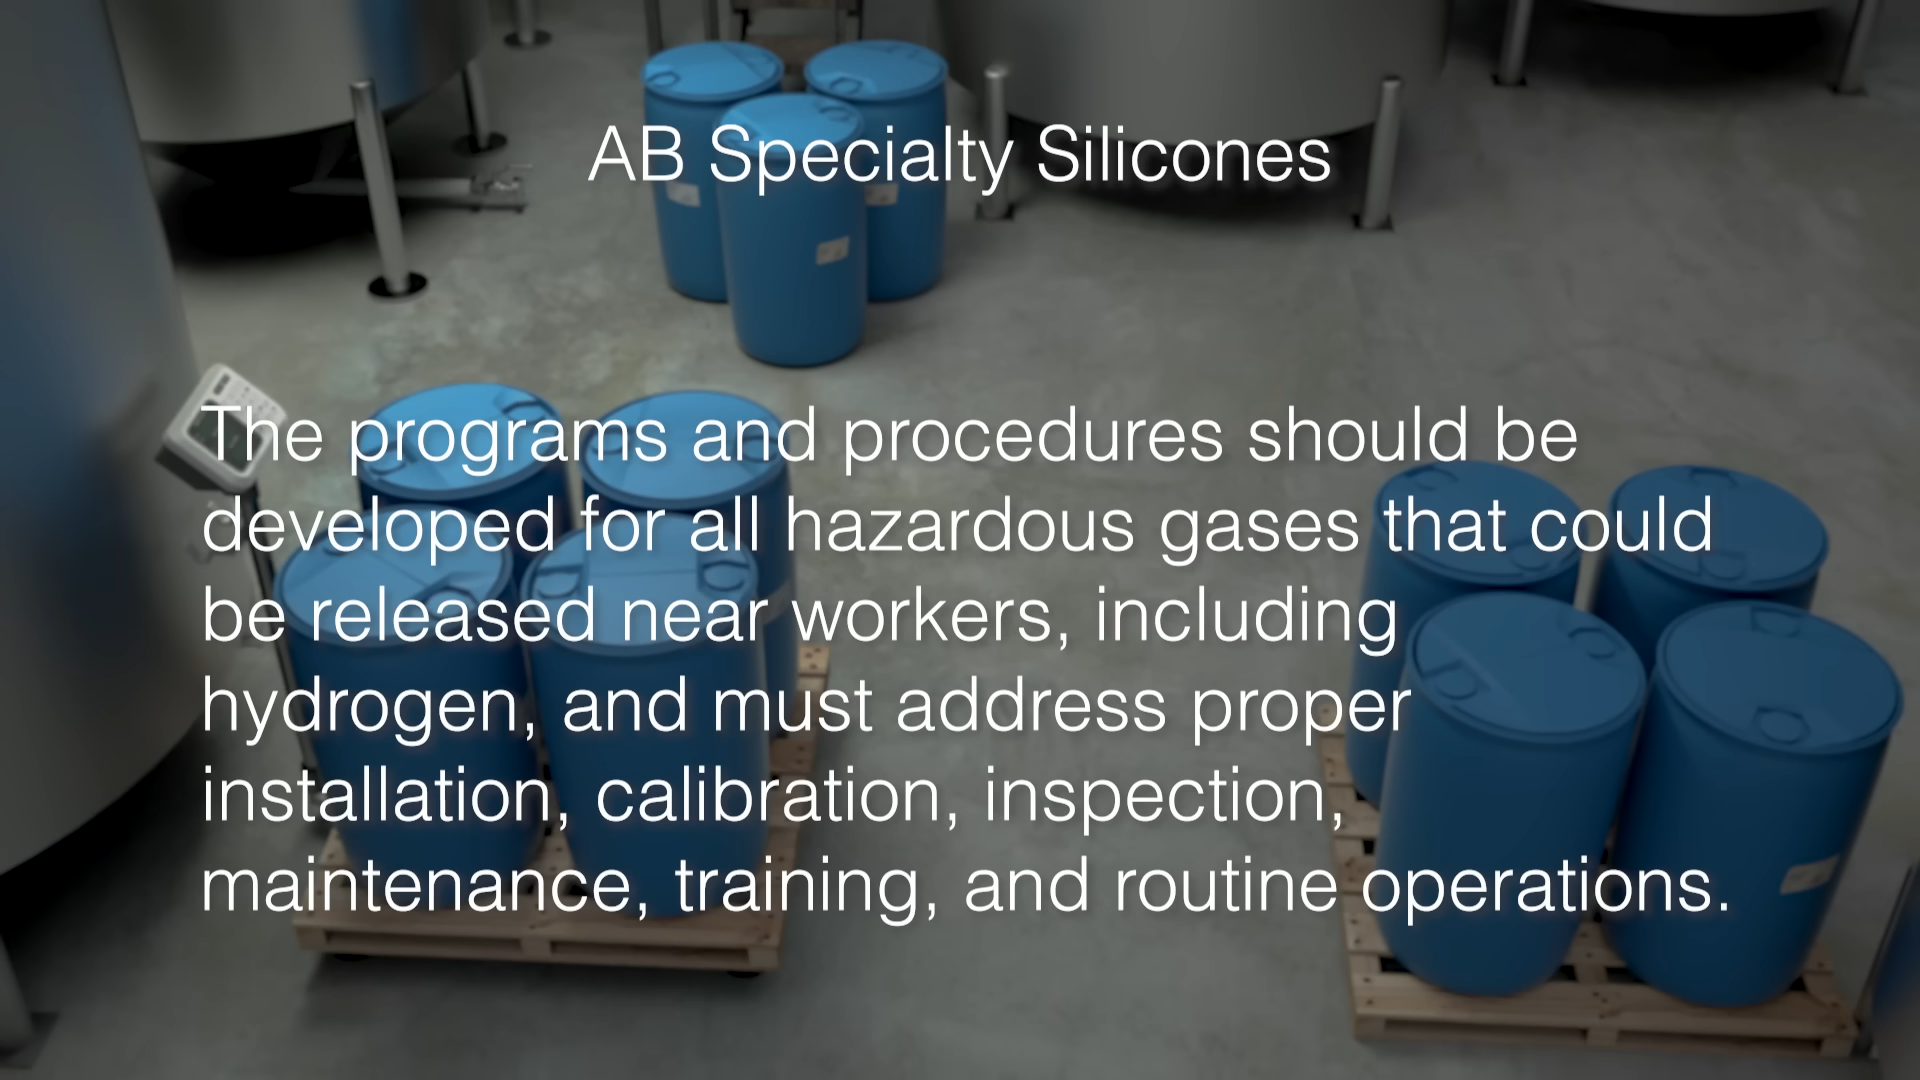 AB Specialty Silicones
The programs and procedures should be
developed for all hazardous gases that could
be released near workers, including
hydrogen, and must address proper
installation, calibration, inspection,
maintenance, training, and routine operations.